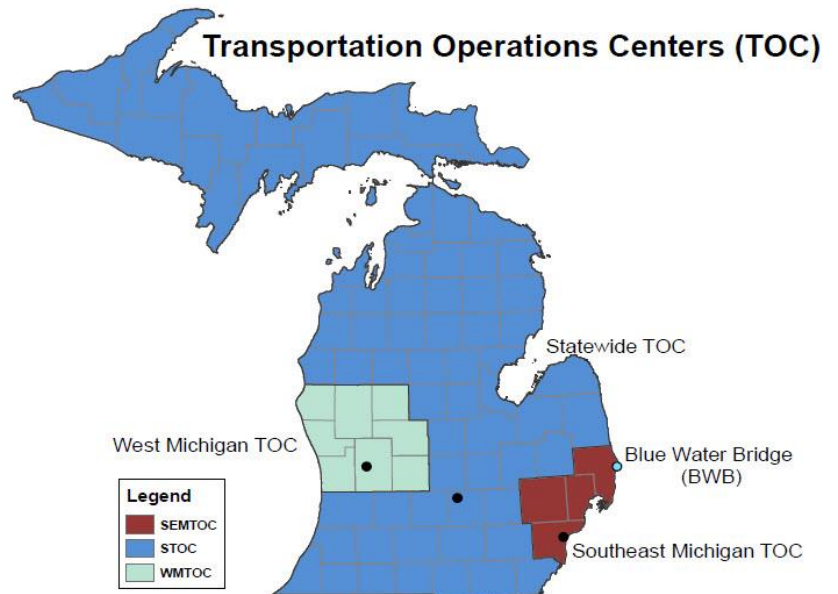 Transportation Operations Centers (TOC)
Statewide TOC
West Michigan TOC
Blue Water Bridge
(BWB)
Legend
SEMTOC
STOC
WMTOC
Southeast Michigan TOC